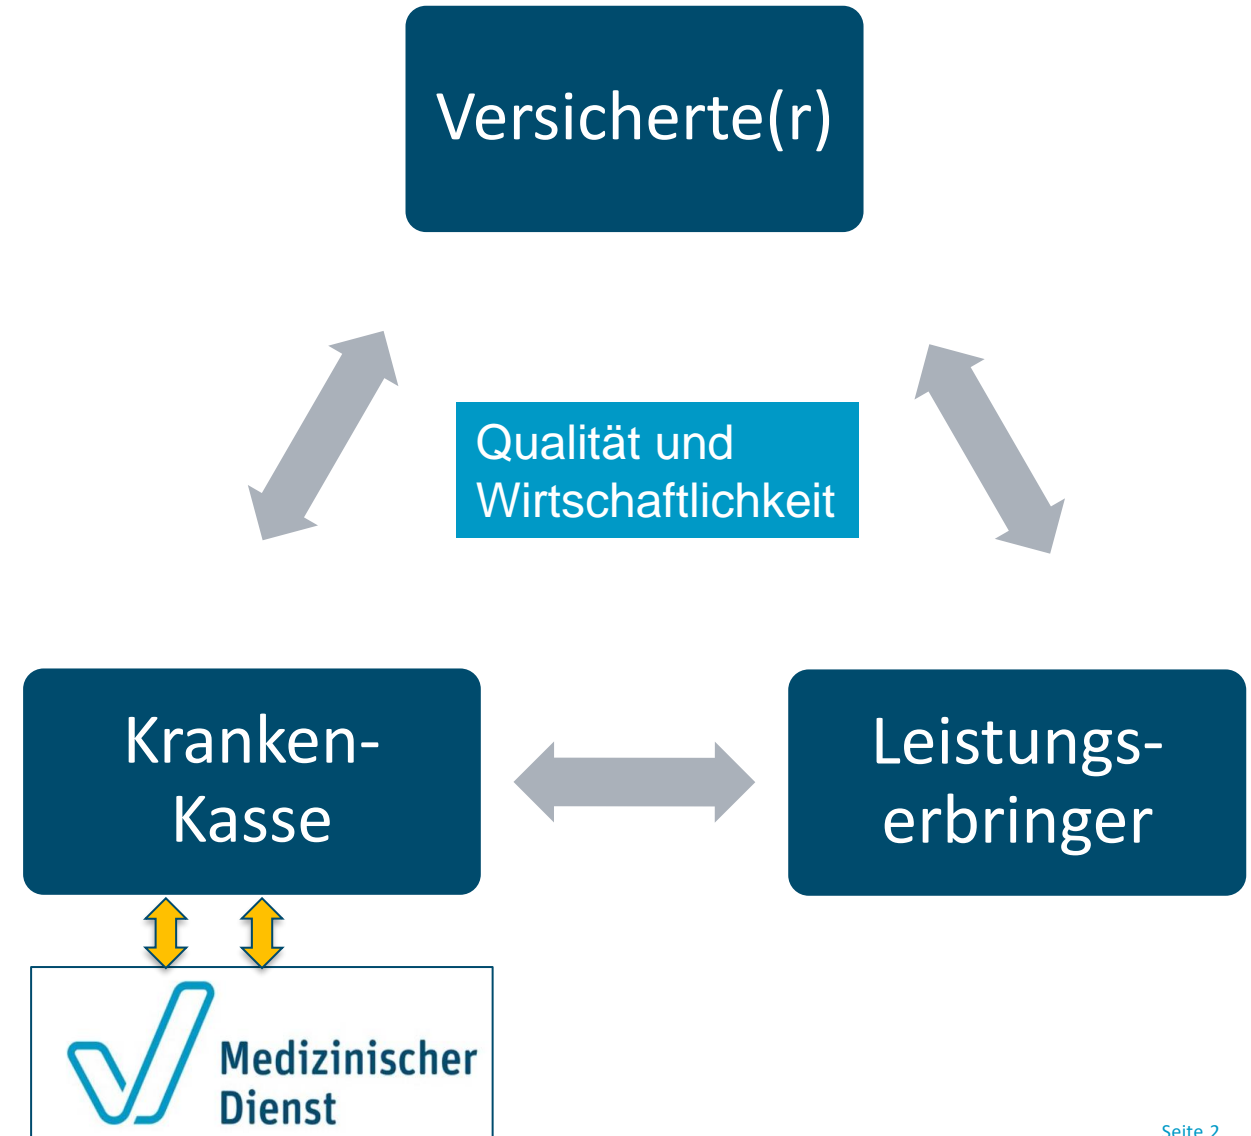 Versicherte(r)
Qualität und
Wirtschaftlichkeit
Kranken-
Kasse
Leistungs-
erbringer
Medizinischer
Dienst
Seite 2